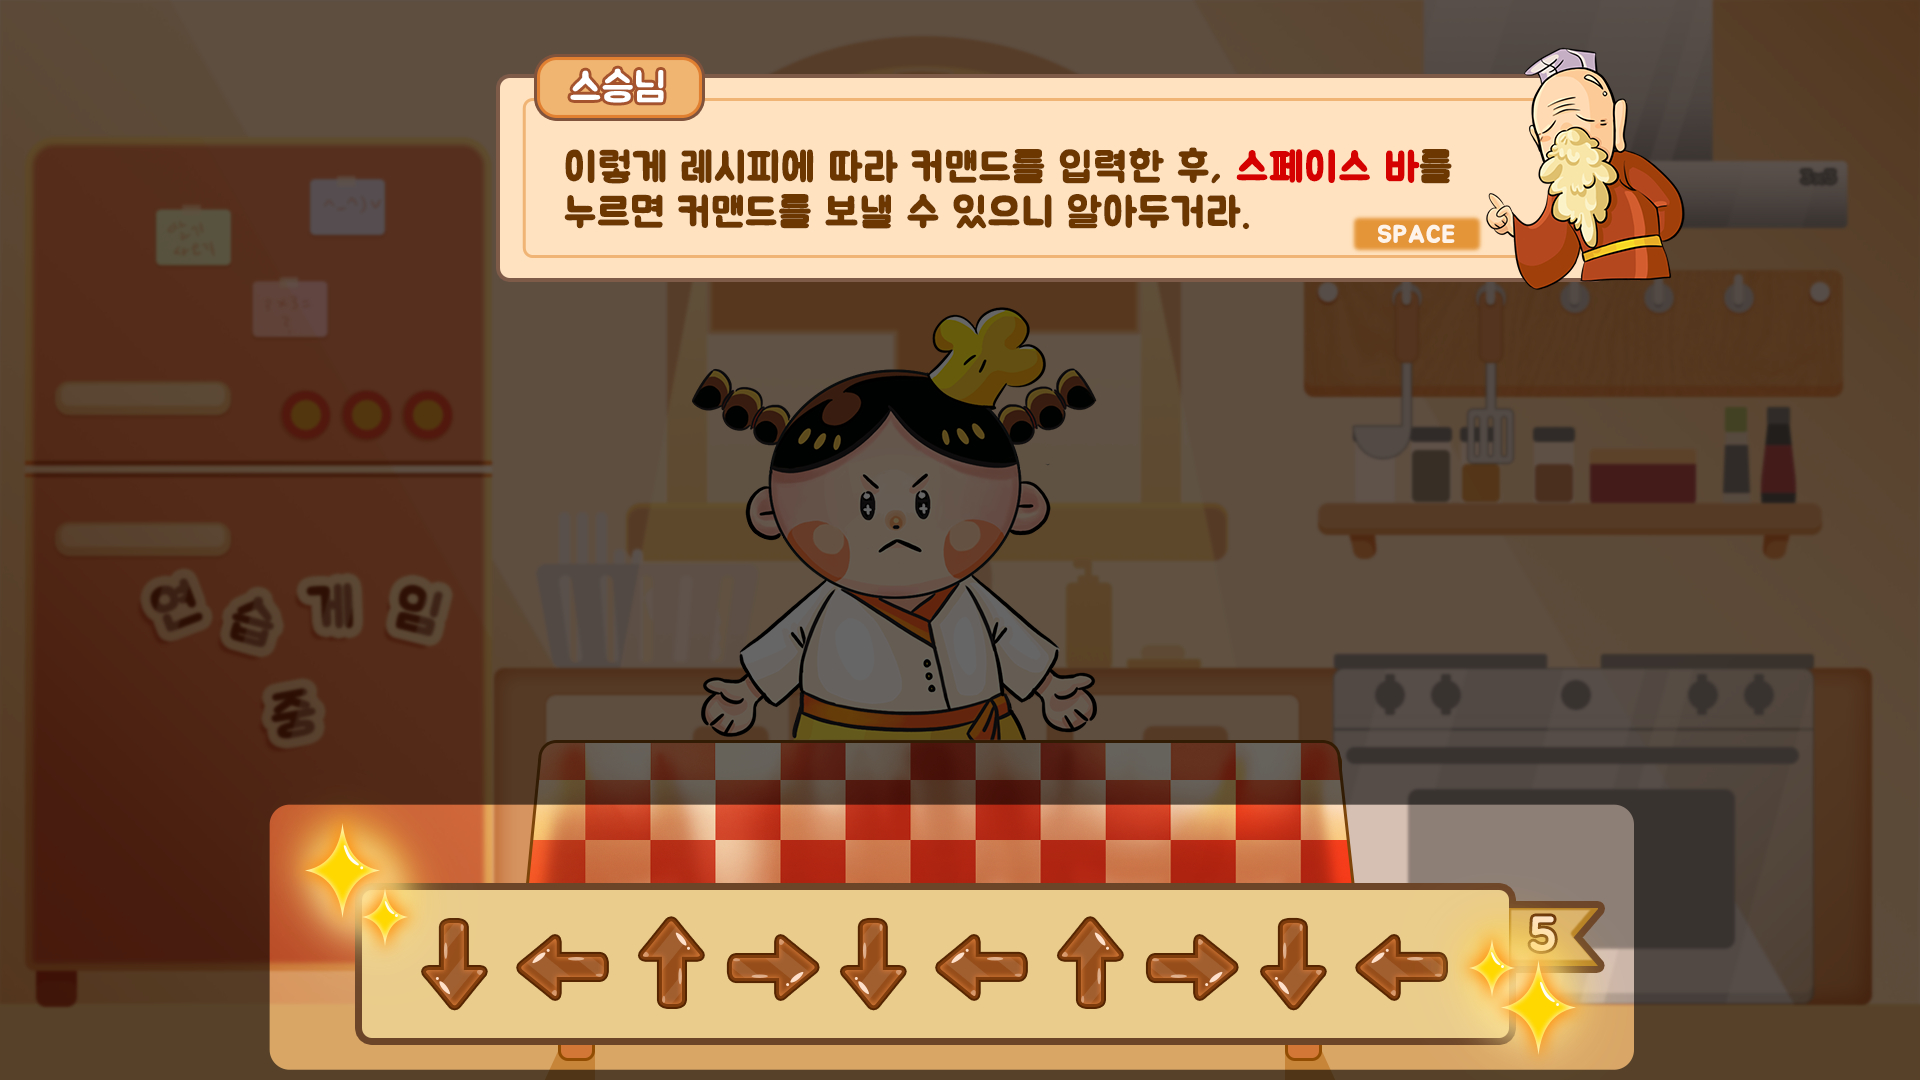 스승님
이렇게 레시피에 따라 커맨드를 입력한 후, 스페이스 바를
누르면 커맨드를 보낼 수 있으니 알아두거라.
SPACE
연습게임
중
5